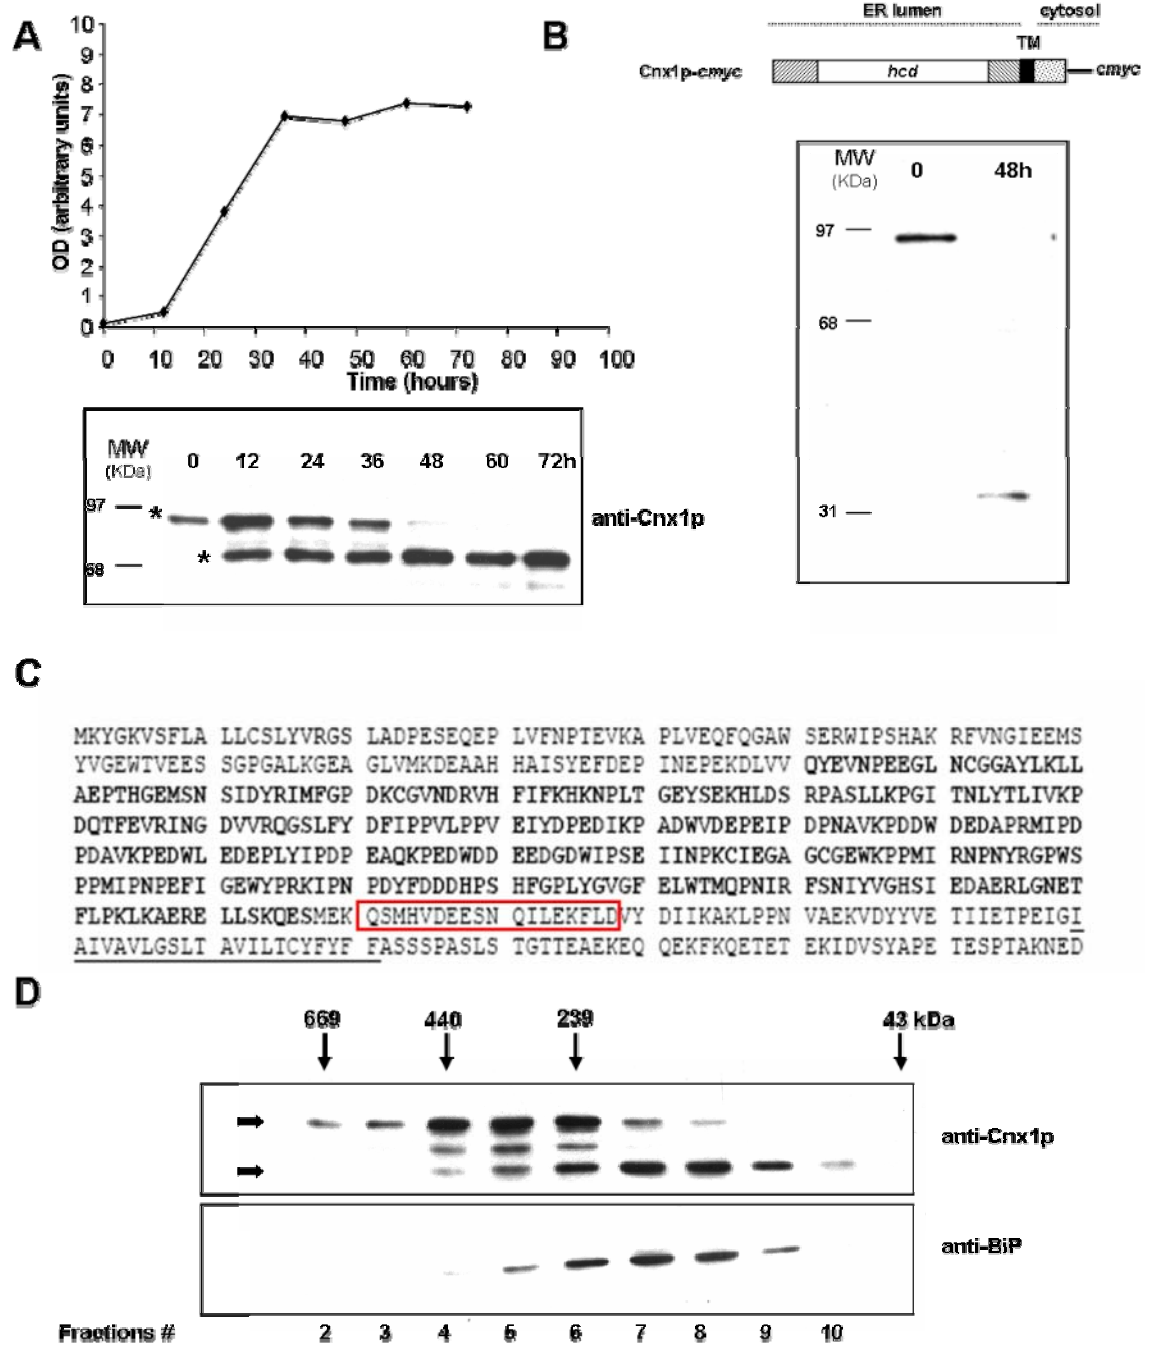 A
10
9
8
7
6
5
4
3
2
1
0
OD (arbitrary units)
0 10 20 30 40 50 60 70 80 90 100
Time (hours)
MW
(KDa)
0 12 24 36 48 60 72h
97
*
*
68
anti-Cnx1p
B
ER lumen cytosol
TM
Cnx1p-cmyc hcd cmyc
MW
(KDa)
0 48h
97
68
31
C
MKYGKVSFLA LLCSLYVRGS LADPESEQEP LVFNPTEVKA PLVEQFQGAW SERWIPSHAK RFVNGIEEMS
YVGEWTVEES SGPGALKGEA GLVMKDEAAH HAISYEFDEP INEPEKDLVV QYEVNPEEGL NCGGAYLKLL
AEPTHGEMSN SIDYRIMFGP DKCGVNDRVH FIFKHKNPLT GEYSEKHLDS RPASLLKPGI TNLYTLIVKP
DQTFEVRING DVVRQGSLFY DFIPPVLPPV EIYDPEDIKP ADWVDEPEIP DPNAVKPDDW DEDAPRMIPD
PDAVKPEDWL EDEPLYIPDP EAQKPEDWDD EEDGDWIPSE IINPKCIEGA GCGEWKPPMI RNPNYRGPWS
PPMIPNPEFI GEWYPRKIPN PDYFDDDHPS HFGPLYGVGF ELWTMQPNIR FSNIYVGHSI EDAERLGNET
FLPKLKAERE LLSKQESMEK QSMHVDEESN QILEKFLDVY DIIKAKLPPN VAEKVDYYVE TIIETPEIGI
AIVAVLGSLT AVILTCYFYF FASSSPASLS TGTTEAEKEQ QEKFKQETET EKIDVSYAPE TESPTAKNED
D
669 440 239 43 kDa
anti-Cnx1p
anti-BiP
Fractions # 2 3 4 5 6 7 8 9 10